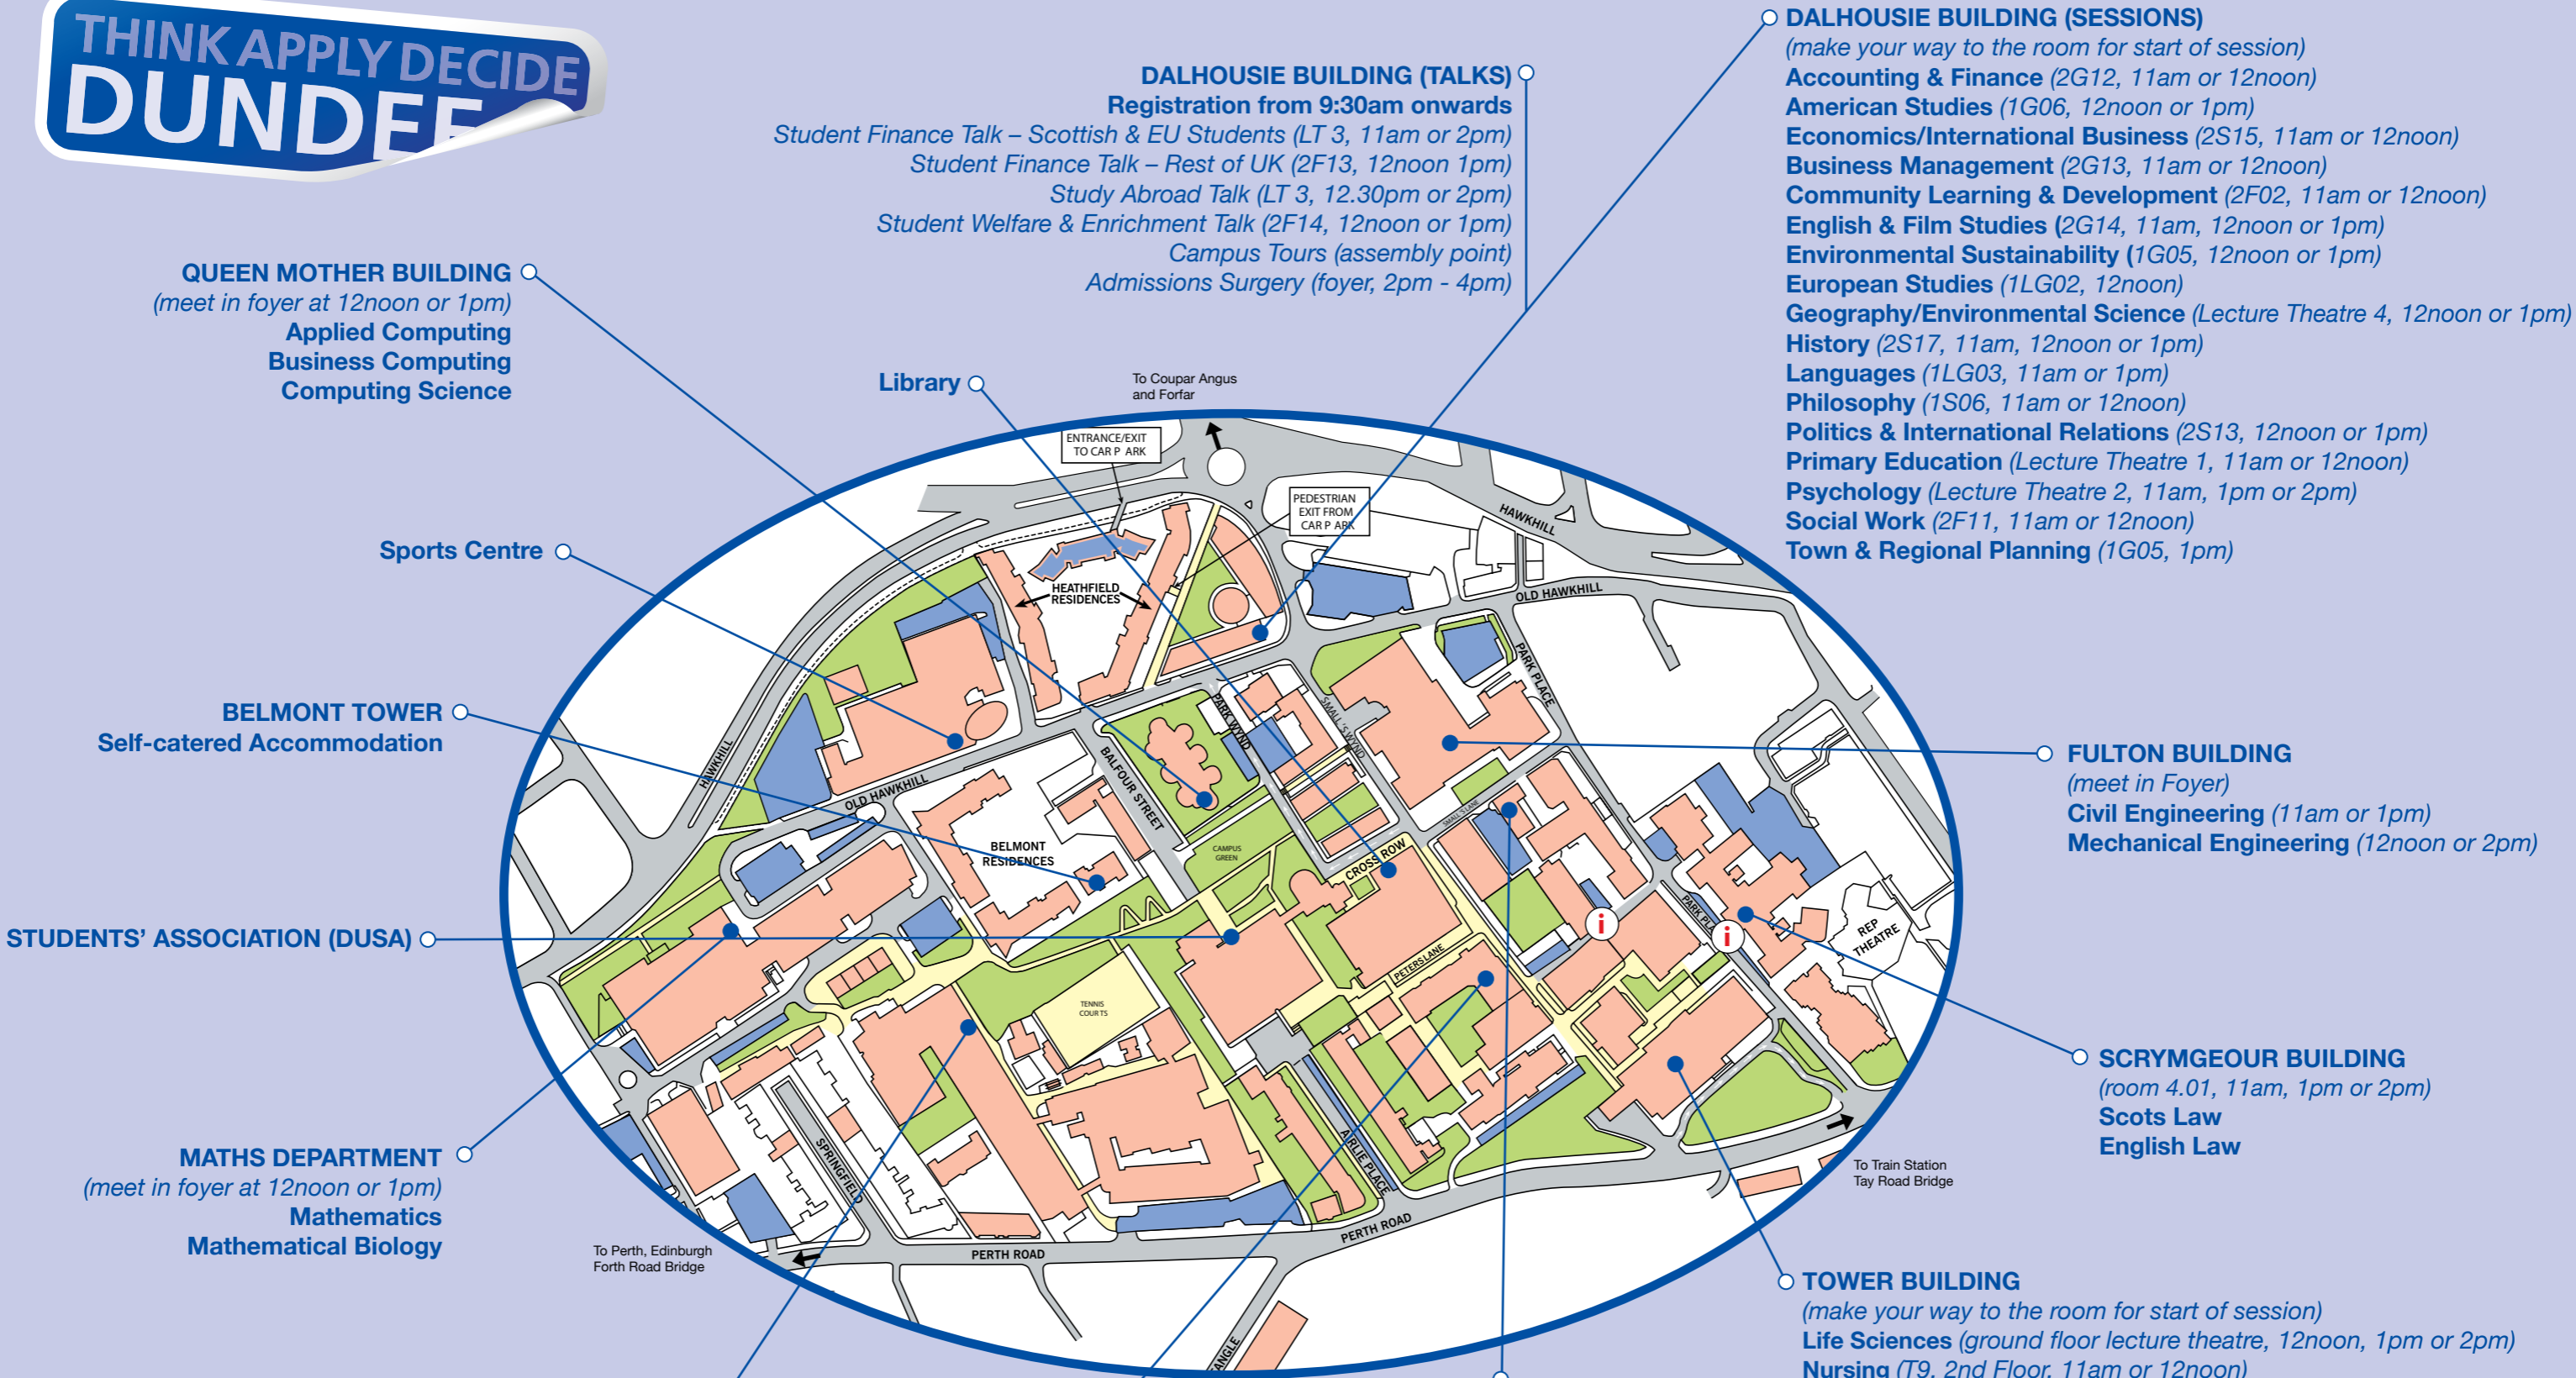 THINK APPLY DECIDE
DUNDEE
DALHOUSIE BUILDING (TALKS)
Registration from 9:30am onwards
Student Finance Talk – Scottish & EU Students (LT 3, 11am or 2pm)
Student Finance Talk – Rest of UK (2F13, 12noon 1pm)
Study Abroad Talk (LT 3, 12.30pm or 2pm)
Student Welfare & Enrichment Talk (2F14, 12noon or 1pm)
Campus Tours (assembly point)
Admissions Surgery (foyer, 2pm - 4pm)
DALHOUSIE BUILDING (SESSIONS)
(make your way to the room for start of session)
Accounting & Finance (2G12, 11am or 12noon)
American Studies (1G06, 12noon or 1pm)
Economics/International Business (2S15, 11am or 12noon)
Business Management (2G13, 11am or 12noon)
Community Learning & Development (2F02, 11am or 12noon)
English & Film Studies (2G14, 11am, 12noon or 1pm)
Environmental Sustainability (1G05, 12noon or 1pm)
European Studies (1LG02, 12noon)
Geography/Environmental Science (Lecture Theatre 4, 12noon or 1pm)
History (2S17, 11am, 12noon or 1pm)
Languages (1LG03, 11am or 1pm)
Philosophy (1S06, 11am or 12noon)
Politics & International Relations (2S13, 12noon or 1pm)
Primary Education (Lecture Theatre 1, 11am or 12noon)
Psychology (Lecture Theatre 2, 11am, 1pm or 2pm)
Social Work (2F11, 11am or 12noon)
Town & Regional Planning (1G05, 1pm)
QUEEN MOTHER BUILDING
(meet in foyer at 12noon or 1pm)
Applied Computing
Business Computing
Computing Science
Library
Sports Centre
BELMONT TOWER
Self-catered Accommodation
STUDENTS' ASSOCIATION (DUSA)
MATHS DEPARTMENT
(meet in foyer at 12noon or 1pm)
Mathematics
Mathematical Biology
To Coupar Angus
and Forfar
ENTRANCE/EXIT
TO CAR P ARK
PEDESTRIAN
EXIT FROM
CAR P ARK
HAWKHILL
HEATHFIELD
RESIDENCES
OLD HAWKHILL
PARK PLACE
PARK WYND
SMALL'S WYND
HAWKHILL
OLD HAWKHILL
BALFOUR STREET
SMALL'S LANE
BELMONT
RESIDENCES
CAMPUS
GREEN
CROSS ROW
PARK PLA
i
i
REP
THEATRE
PETERS LANE
TENNIS
COUR TS
SPRINGFIELD
AIRLIE PLACE
PERTH ROAD
PERTH ROAD
ANGLE
To Perth, Edinburgh
Forth Road Bridge
To Train Station
Tay Road Bridge
FULTON BUILDING
(meet in Foyer)
Civil Engineering (11am or 1pm)
Mechanical Engineering (12noon or 2pm)
SCRYMGEOUR BUILDING
(room 4.01, 11am, 1pm or 2pm)
Scots Law
English Law
TOWER BUILDING
(make your way to the room for start of session)
Life Sciences (ground floor lecture theatre, 12noon, 1pm or 2pm)
Nursing (T9, 2nd Floor, 11am or 12noon)